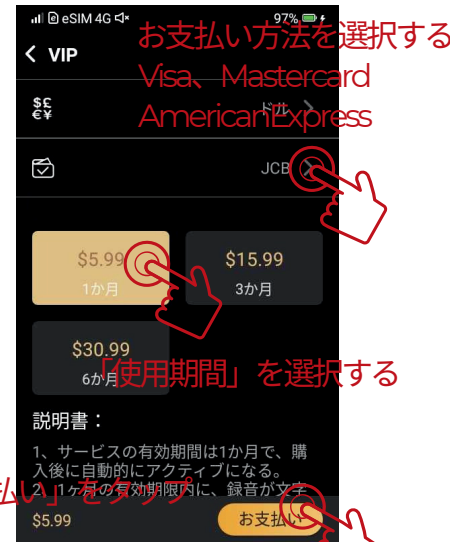 eSIM 4G 97%
お支払い方法を選択する
VIP
Visa、Mastercard
AmericanExpress
$£
€¥
ドル
JCB
$5.99
1か月
$15.99
3か月
$30.99
6か月
「使用期間」を選択する
説明書：
1、サービスの有効期間は1か月で、購
入後に自動的にアクティブになる。
2、1ヶ月の有効期限内に、録音が文字
払い」をタップ
$5.99
お支払い